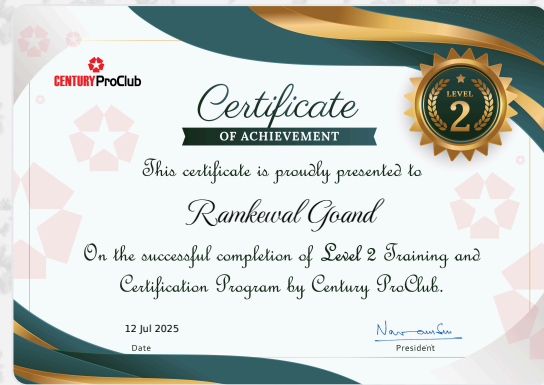 CENTURY ProClub
LEVEL
2
Certificate
OF ACHIEVEMENT
This certificate is proudly presented to
Ramkewal Goand
On the successful completion of Level 2 Training and
Certification Program by Century ProClub.
12 Jul 2025
Date
President